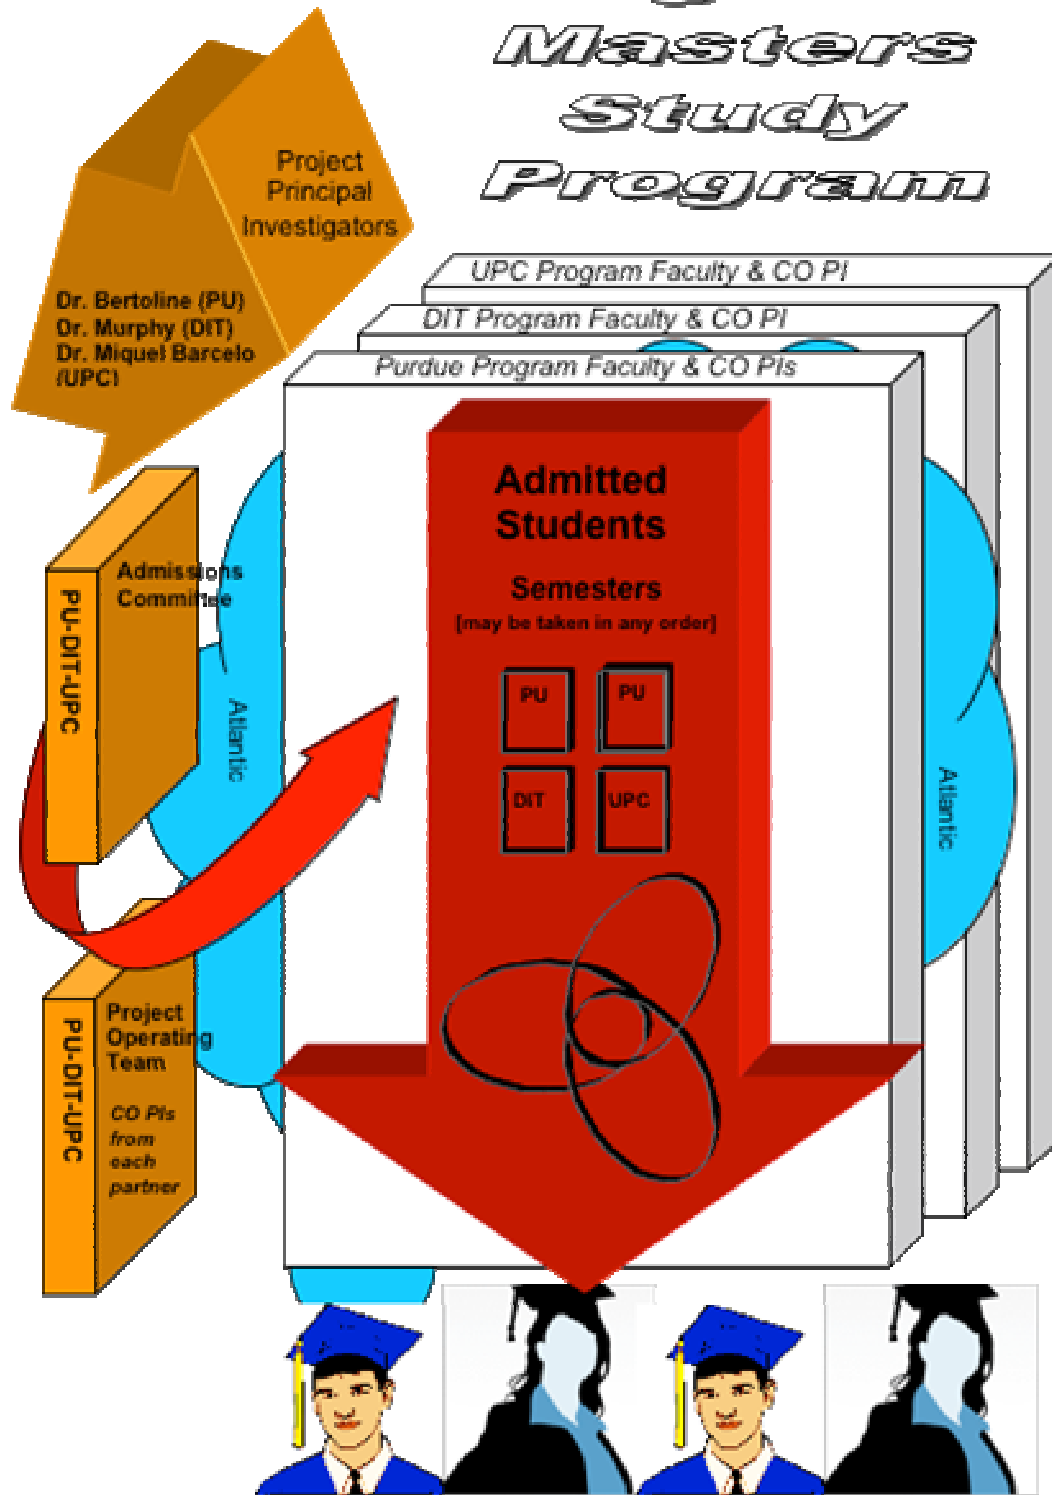 Masters
Study
Program
Project
Principal
Investigators
Dr. Bertoline (PU)
Dr. Murphy (DIT)
Dr. Miquel Barcelo
(UPC)
UPC Program Faculty & CO PI
DIT Program Faculty & CO PI
Purdue Program Faculty & CO PIs
Admitted
Students
Semesters
[may be taken in any order]
PU
PU
DIT
UPC
Admissions
Committee
PU-DIT-UPC
Atlantic
Atlantic
Project
Operating
Team
CO PIs
from
each
partner
PU-DIT-UPC